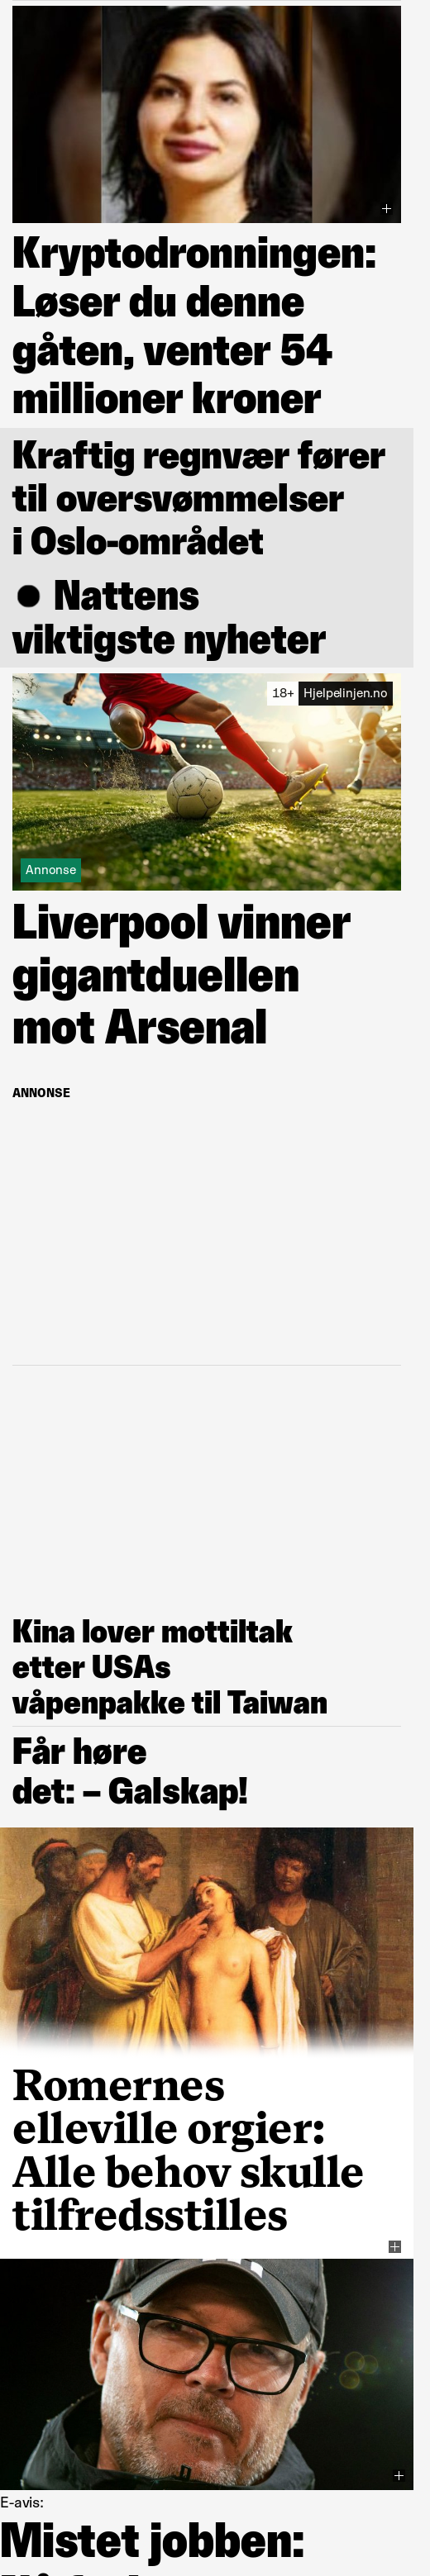 Kryptodronningen:
Løser du denne
gåten, venter 54
millioner kroner
Kraftig regnvær fører
til oversvømmelser
i Oslo-området
● Nattens
viktigste nyheter
18+ Hjelpelinjen.no
Annonse
Liverpool vinner
gigantduellen
mot Arsenal
ANNONSE
Kina lover mottiltak
etter USAs
våpenpakke til Taiwan
Får høre
det: – Galskap!
Romernes
elleville orgier:
Alle behov skulle
tilfredsstilles
E-avis:
Mistet jobben: